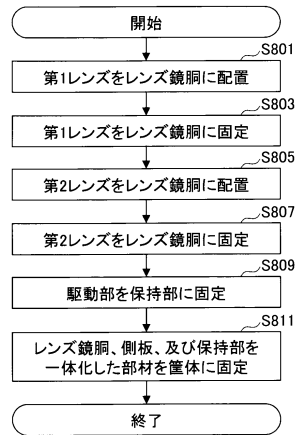 開始
S801
第1レンズをレンズ鏡胴に配置
S803
第1レンズをレンズ鏡胴に固定
S805
第2レンズをレンズ鏡胴に配置
S807
第2レンズをレンズ鏡胴に固定
S809
駆動部を保持部に固定
S811
レンズ鏡胴、側板、及び保持部を
一体化した部材を筐体に固定
終了